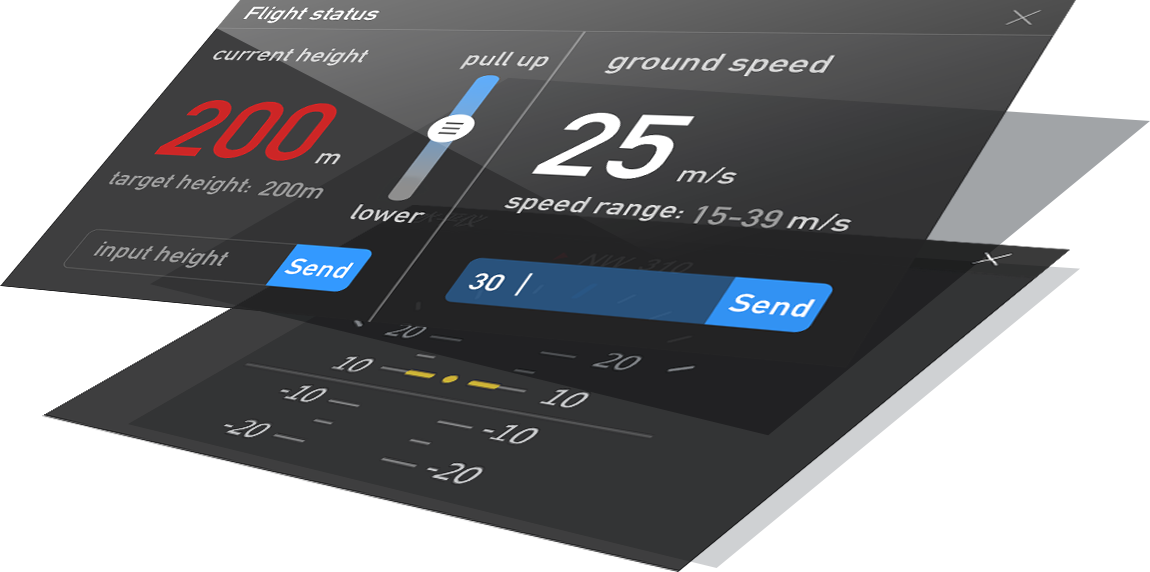 Flight status
current height
pull up
ground speed
200 m
25 m/s
target height: 200m
lower
speed range: 15-39 m/s
input height
Send
30
Send
NW 310
20
20
10
10
-10
-10
-20
-20